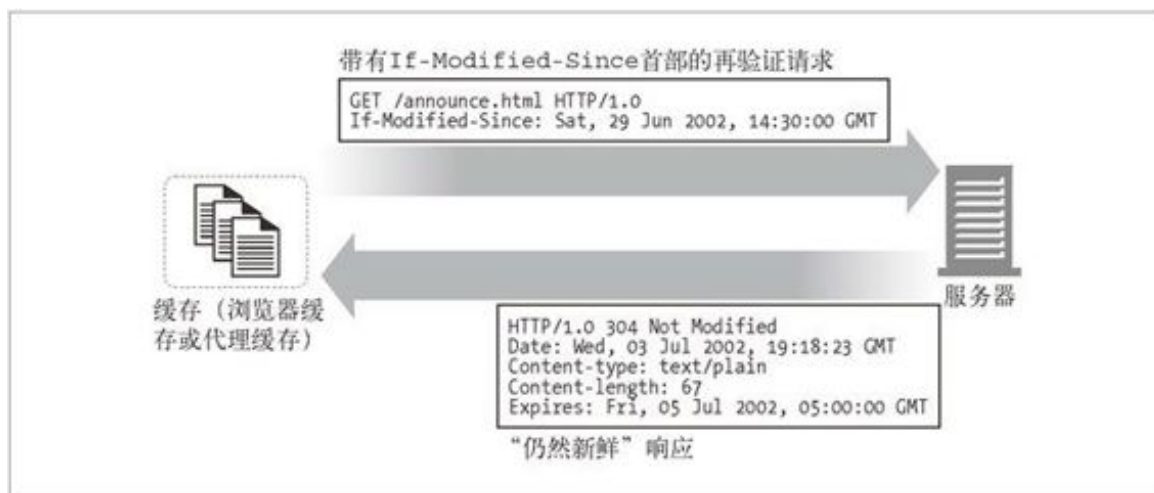 带有If-Modified-Since首部的再验证请求
GET /announce.html HTTP/1.0
If-Modified-Since: Sat, 29 Jun 2002, 14:30:00 GMT
缓存（浏览器缓
存或代理缓存）
服务器
HTTP/1.0 304 Not Modified
Date: Wed, 03 Jul 2002, 19:18:23 GMT
Content-type: text/plain
Content-length: 67
Expires: Fri, 05 Jul 2002, 05:00:00 GMT
“仍然新鲜”响应